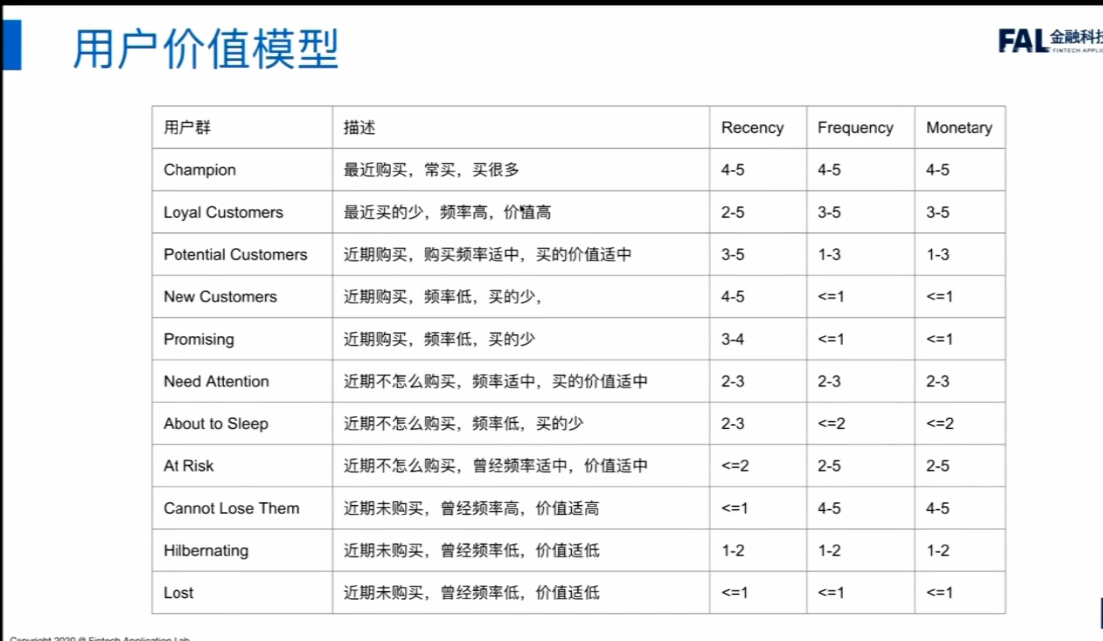 用户价值模型
FAL 金融科技
FINTECH APPLIC
用户群 描述 Recency Frequency Monetary
Champion 最近购买，常买，买很多 4-5 4-5 4-5
Loyal Customers 最近买的少，频率高，价值高 2-5 3-5 3-5
Potential Customers 近期购买，购买频率适中，买的价值适中 3-5 1-3 1-3
New Customers 近期购买，频率低，买的少， 4-5 <=1 <=1
Promising 近期购买，频率低，买的少 3-4 <=1 <=1
Need Attention 近期不怎么购买，频率适中，买的价值适中 2-3 2-3 2-3
About to Sleep 近期不怎么购买，频率低，买的少 2-3 <=2 <=2
At Risk 近期不怎么购买，曾经频率适中，价值适中 <=2 2-5 2-5
Cannot Lose Them 近期未购买，曾经频率高，价值适高 <=1 4-5 4-5
Hilbernating 近期未购买，曾经频率低，价值适低 1-2 1-2 1-2
Lost 近期未购买，曾经频率低，价值适低 <=1 <=1 <=1
Copyright 2020 @ Fintech Application Lab